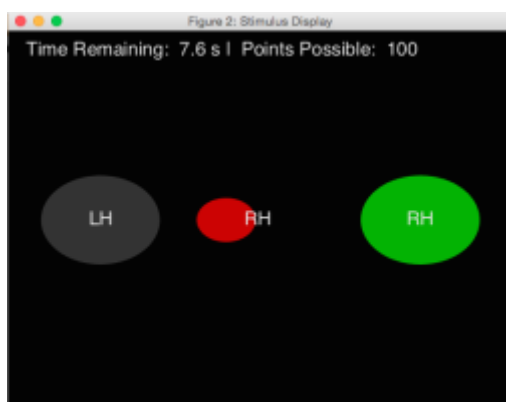 Figure 2: Stimulus Display
Time Remaining: 7.6 s | Points Possible: 100
LH RH RH